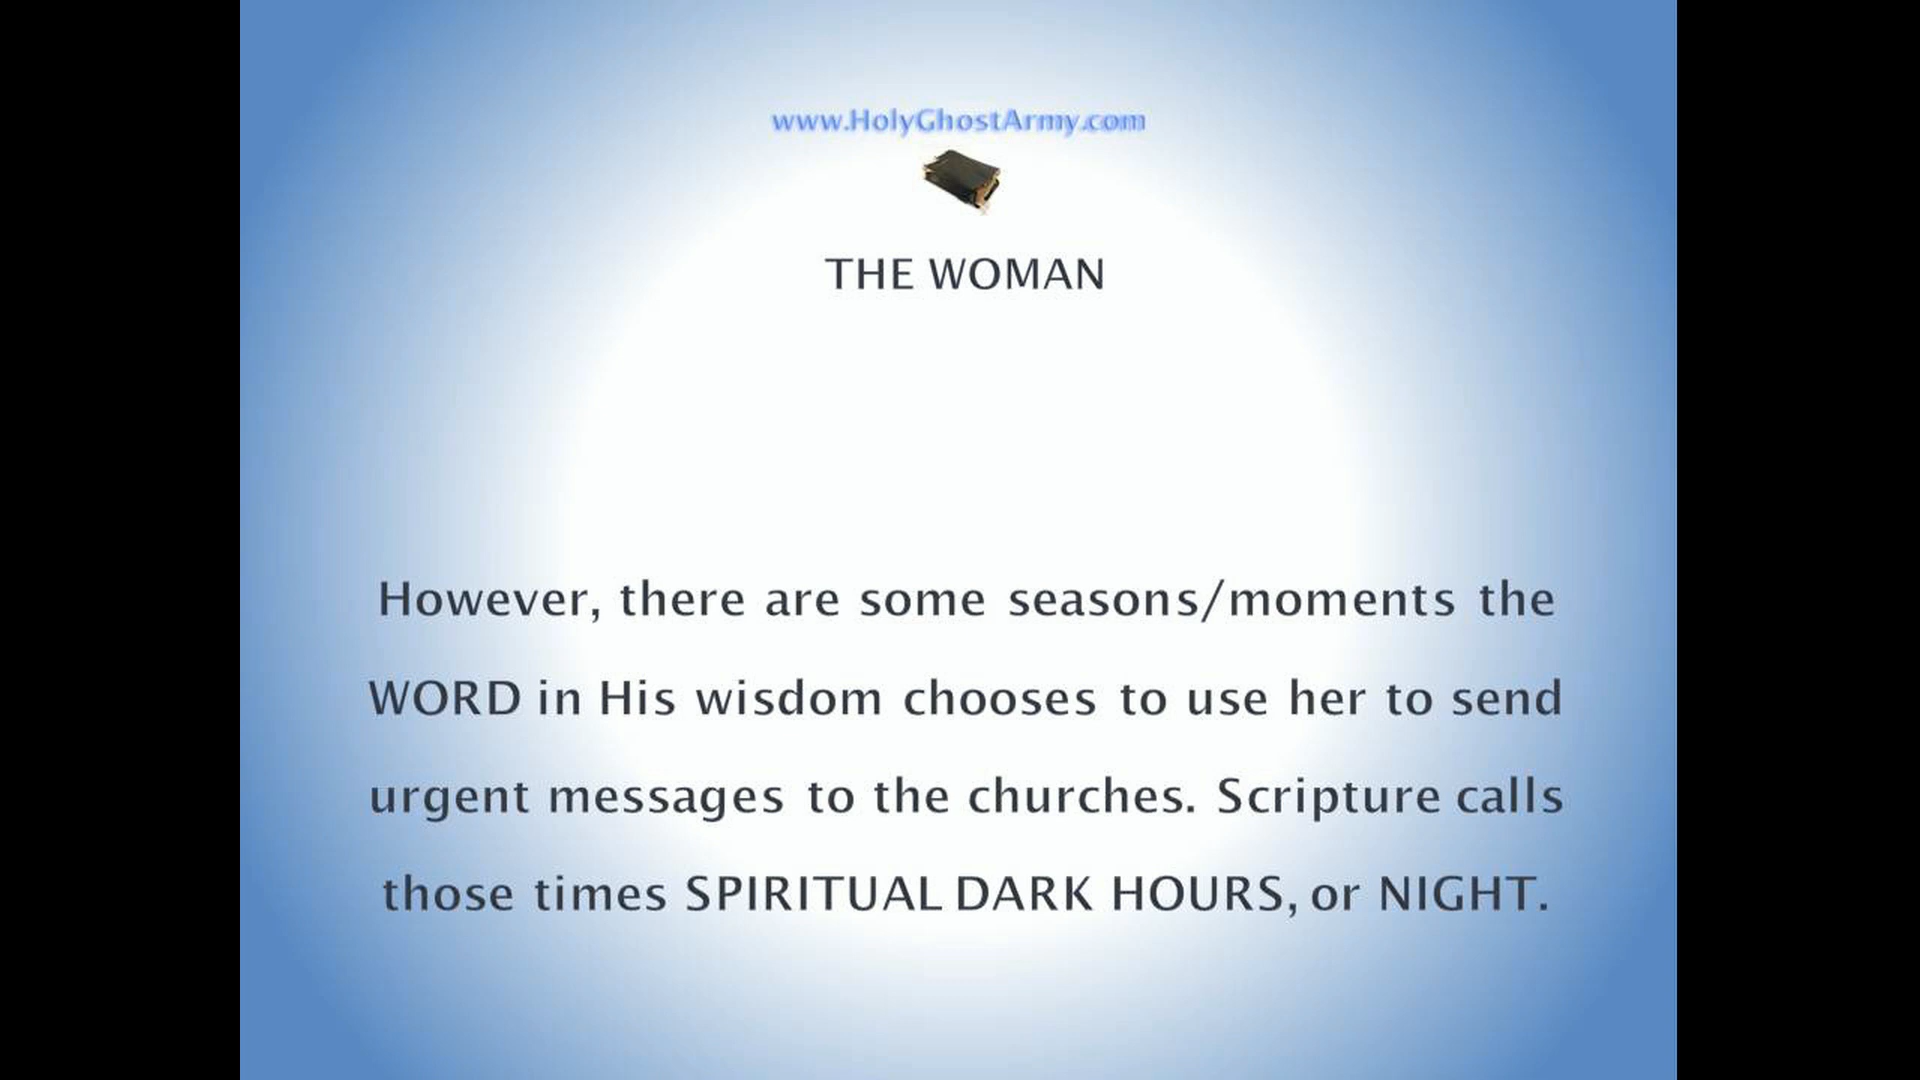 www.HolyGhostArmy.com
THE WOMAN
However, there are some seasons/moments the
WORD in His wisdom chooses to use her to send
urgent messages to the churches. Scripture calls
those times SPIRITUAL DARK HOURS, or NIGHT.